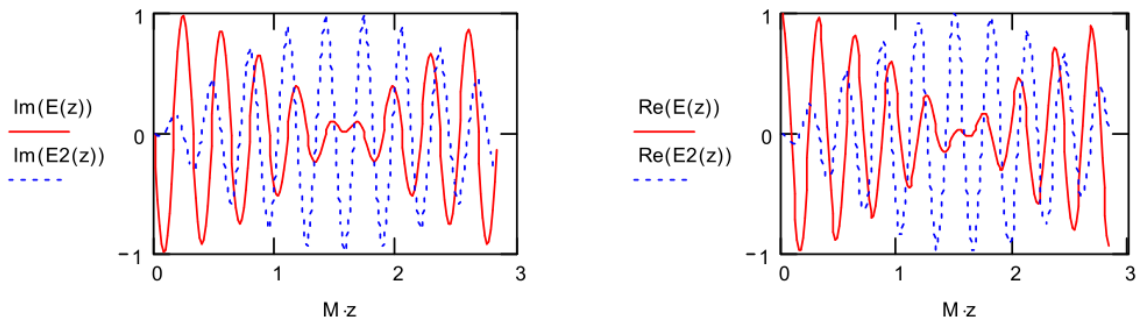 Im(E(z))
Im(E2(z))
1
0
−1
0 1 2 3
M·z
Re(E(z))
Re(E2(z))
1
0
−1
0 1 2 3
M·z